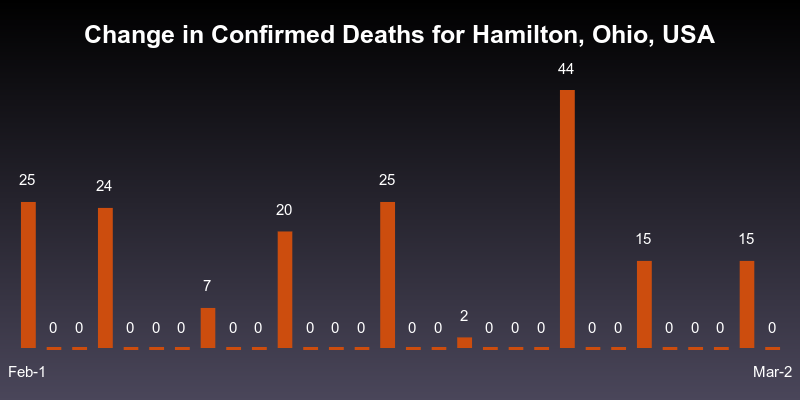 Change in Confirmed Deaths for Hamilton, Ohio, USA
44
25 24 20 25
7 2 15 15
0 0 0 0 0 0 0 0 0 0 0 0 0 0 0 0 0 0 0 0 0
Feb-1 Mar-2